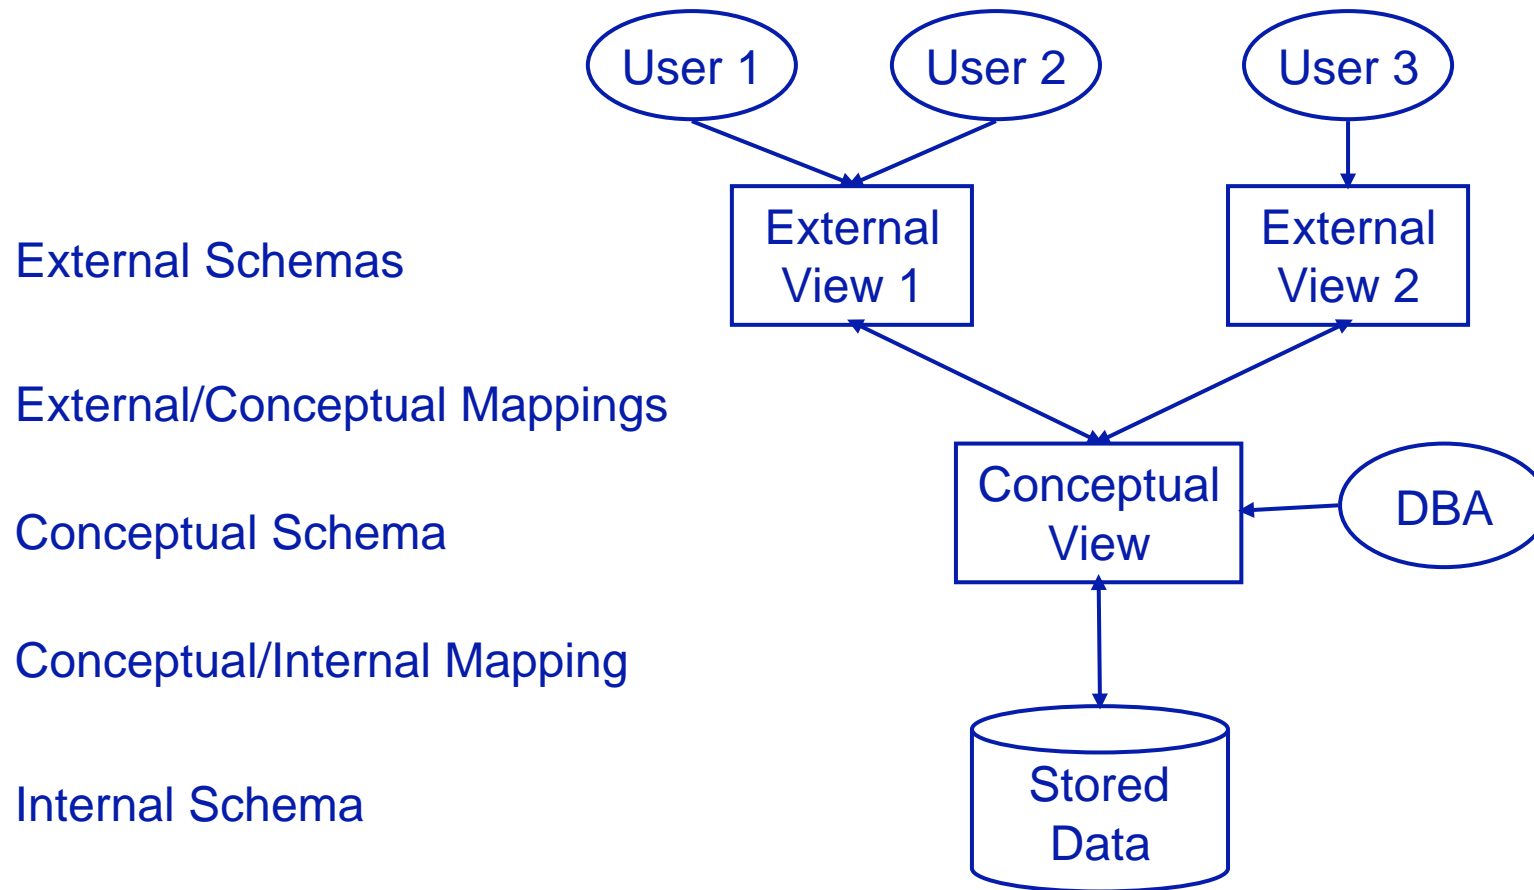 User 1
User 2
User 3
External
View 1
External
View 2
External Schemas
External/Conceptual Mappings
Conceptual
View
DBA
Conceptual Schema
Conceptual/Internal Mapping
Stored
Data
Internal Schema